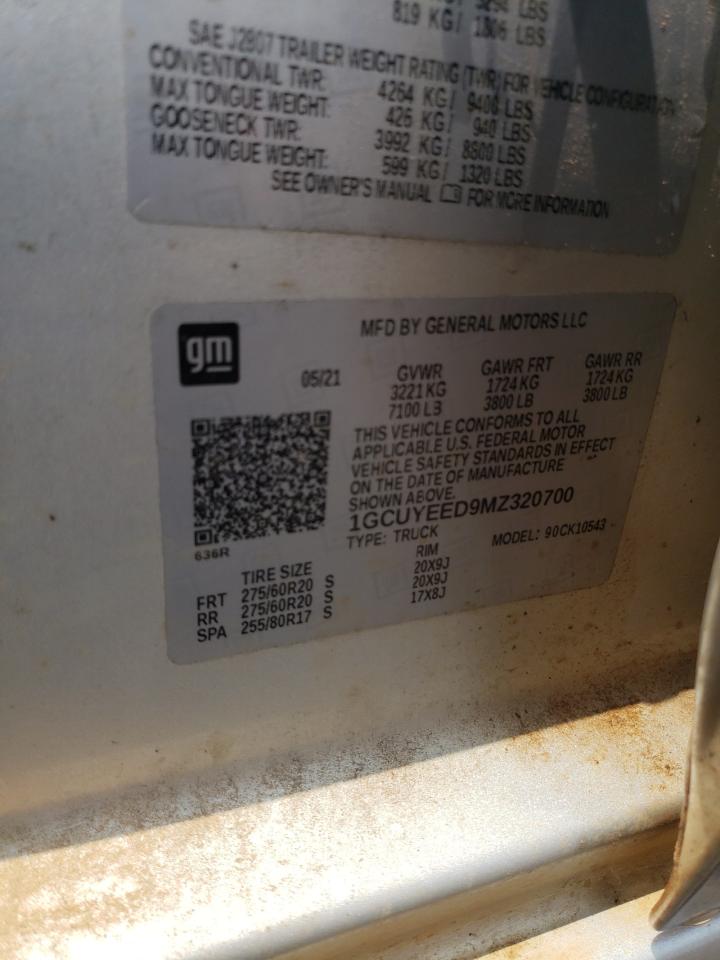 LBS
819 KG/ 1806 LBS
SAE J2807 TRAILER WEIGHT RATING (TWR) FOR VEHICLE CONFIGURATION
CONVENTIONAL TWR: 4264 KG/ 9400 LBS
MAX TONGUE WEIGHT: 426 KG/ 940 LBS
GOOSENECK TWR: 3992 KG/ 8800 LBS
MAX TONGUE WEIGHT: 599 KG/ 1320 LBS
SEE OWNER'S MANUAL FOR MORE INFORMATION
gm
MFD BY GENERAL MOTORS LLC
05/21 GVWR GAWR FRT GAWR RR
3221 KG 1724 KG 1724 KG
7100 LB 3800 LB 3800 LB
THIS VEHICLE CONFORMS TO ALL
APPLICABLE U.S. FEDERAL MOTOR
VEHICLE SAFETY STANDARDS IN EFFECT
ON THE DATE OF MANUFACTURE
SHOWN ABOVE.
1GCUYEED9MZ320700
TYPE: TRUCK MODEL: 90CK10543
636R
TIRE SIZE RIM
FRT 275/60R20 S 20X9J
RR 275/60R20 S 20X9J
SPA 255/80R17 S 17X8J